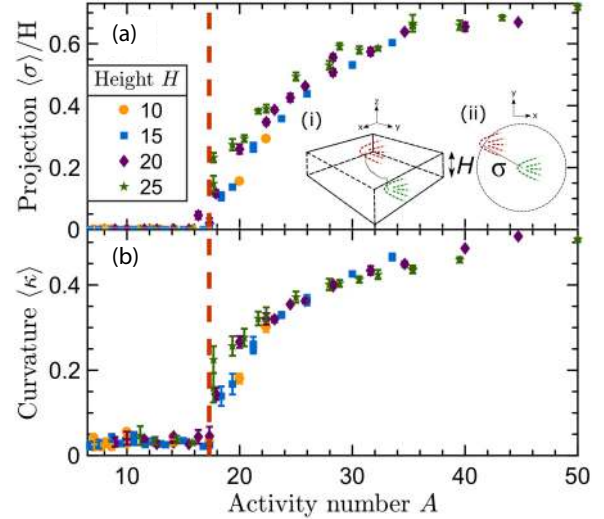 (a)
Projection ⟨σ⟩/H
0.6
0.4
0.2
0
Height H
10
15
20
25
(i)
z
x
y
H
(ii)
y
x
σ
(b)
Curvature ⟨κ⟩
0.4
0.2
0
10
20
30
40
50
Activity number A